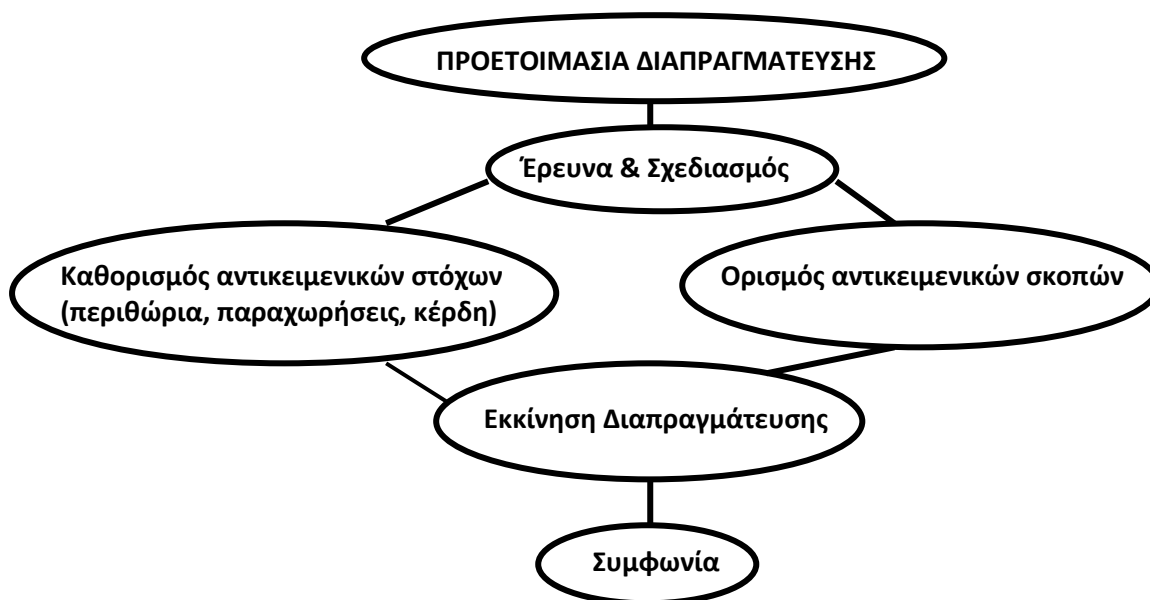 ΠΡΟΕΤΟΙΜΑΣΙΑ ΔΙΑΠΡΑΓΜΑΤΕΥΣΗΣ
Έρευνα & Σχεδιασμός
Καθορισμός αντικειμενικών στόχων
(περιθώρια, παραχωρήσεις, κέρδη)
Ορισμός αντικειμενικών σκοπών
Εκκίνηση Διαπραγμάτευσης
Συμφωνία